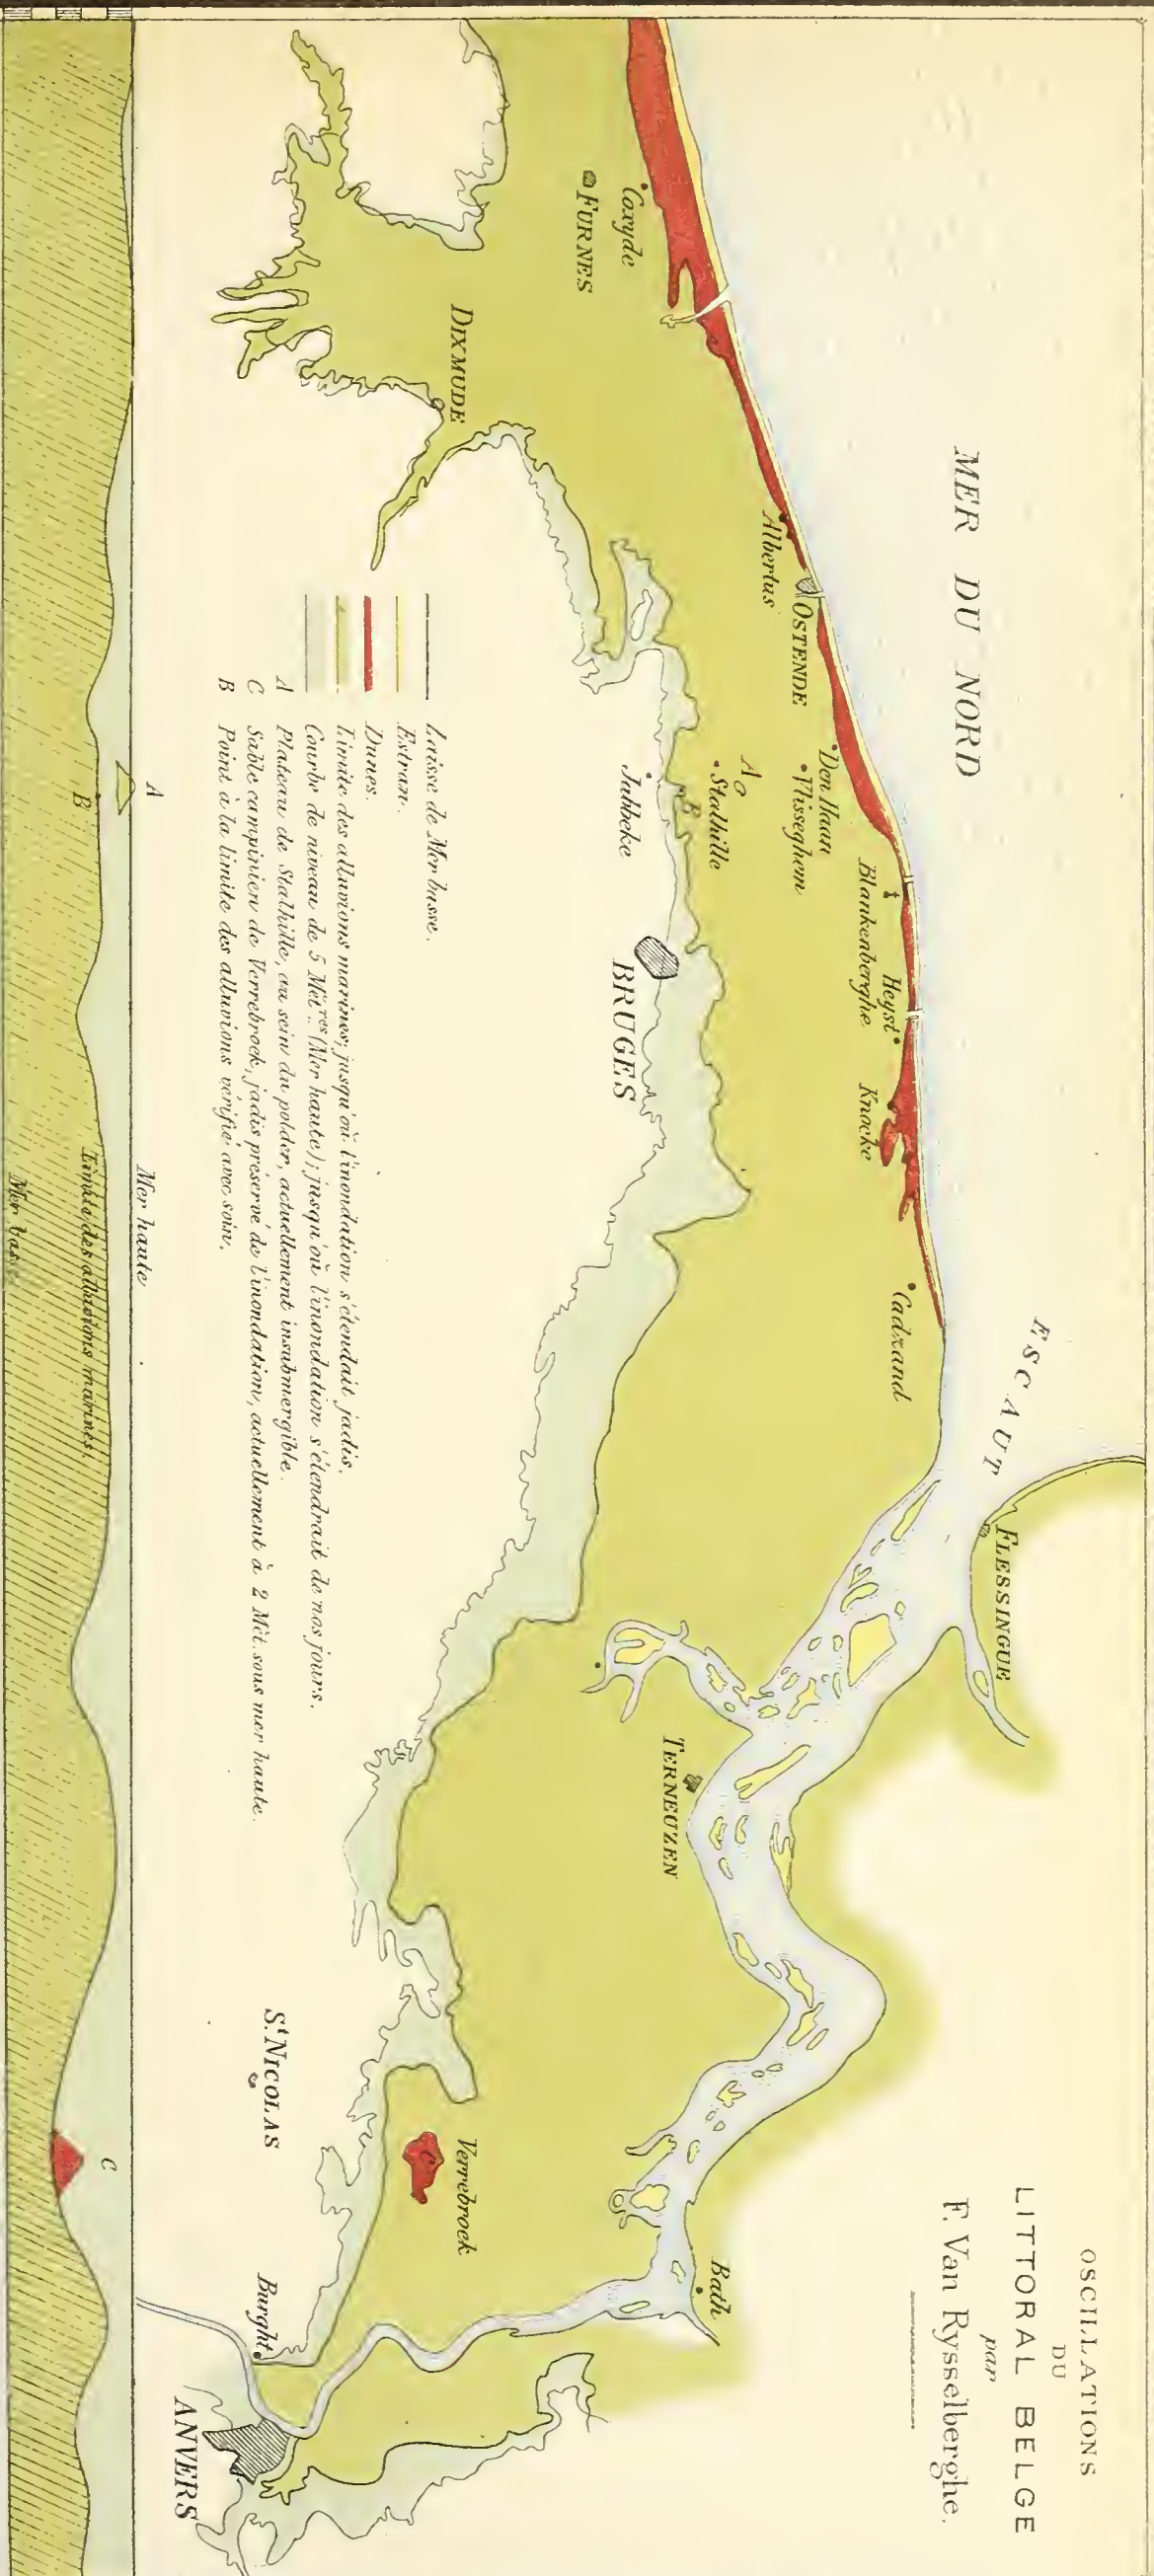 OSCILLATIONS
DU
LITTORAL BELGE
par
F. Van Rysselberghe.
MER DU NORD
ESCAUT
FLESSINGUE
Cadzand
Knocke
Heyst
Blankenberghe
Den Haan
Vlisseghem
OSTENDE
Albertus
Coxyde
FURNES
DIXMUDE
A
Stalhille
B
Jabbeke
BRUGES
TERNEUZEN
Bath
Verrebroek
C
St. NICOLAS
Burght
ANVERS
Laisse de Mer basse.
Estran.
Dunes.
Limite des alluvions marines; jusqu'où l'inondation s'étendait jadis.
Courbe de niveau de 5 Mètres (Mer haute); jusqu'où l'inondation s'étendrait de nos jours.
A Plateau de Stalhille, au sein du polder, actuellement insubmergible.
C Sable campinien de Verrebroek, jadis préservé de l'inondation, actuellement à 2 Mèt. sous mer haute.
B Point à la limite des alluvions vérifié avec soin.
A
Mer haute
C
B
Limite des alluvions marines.
Mer basse